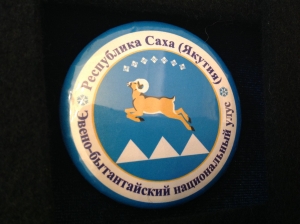 Республика Саха (Якутия)
Эвено-бытантайский национальный улус